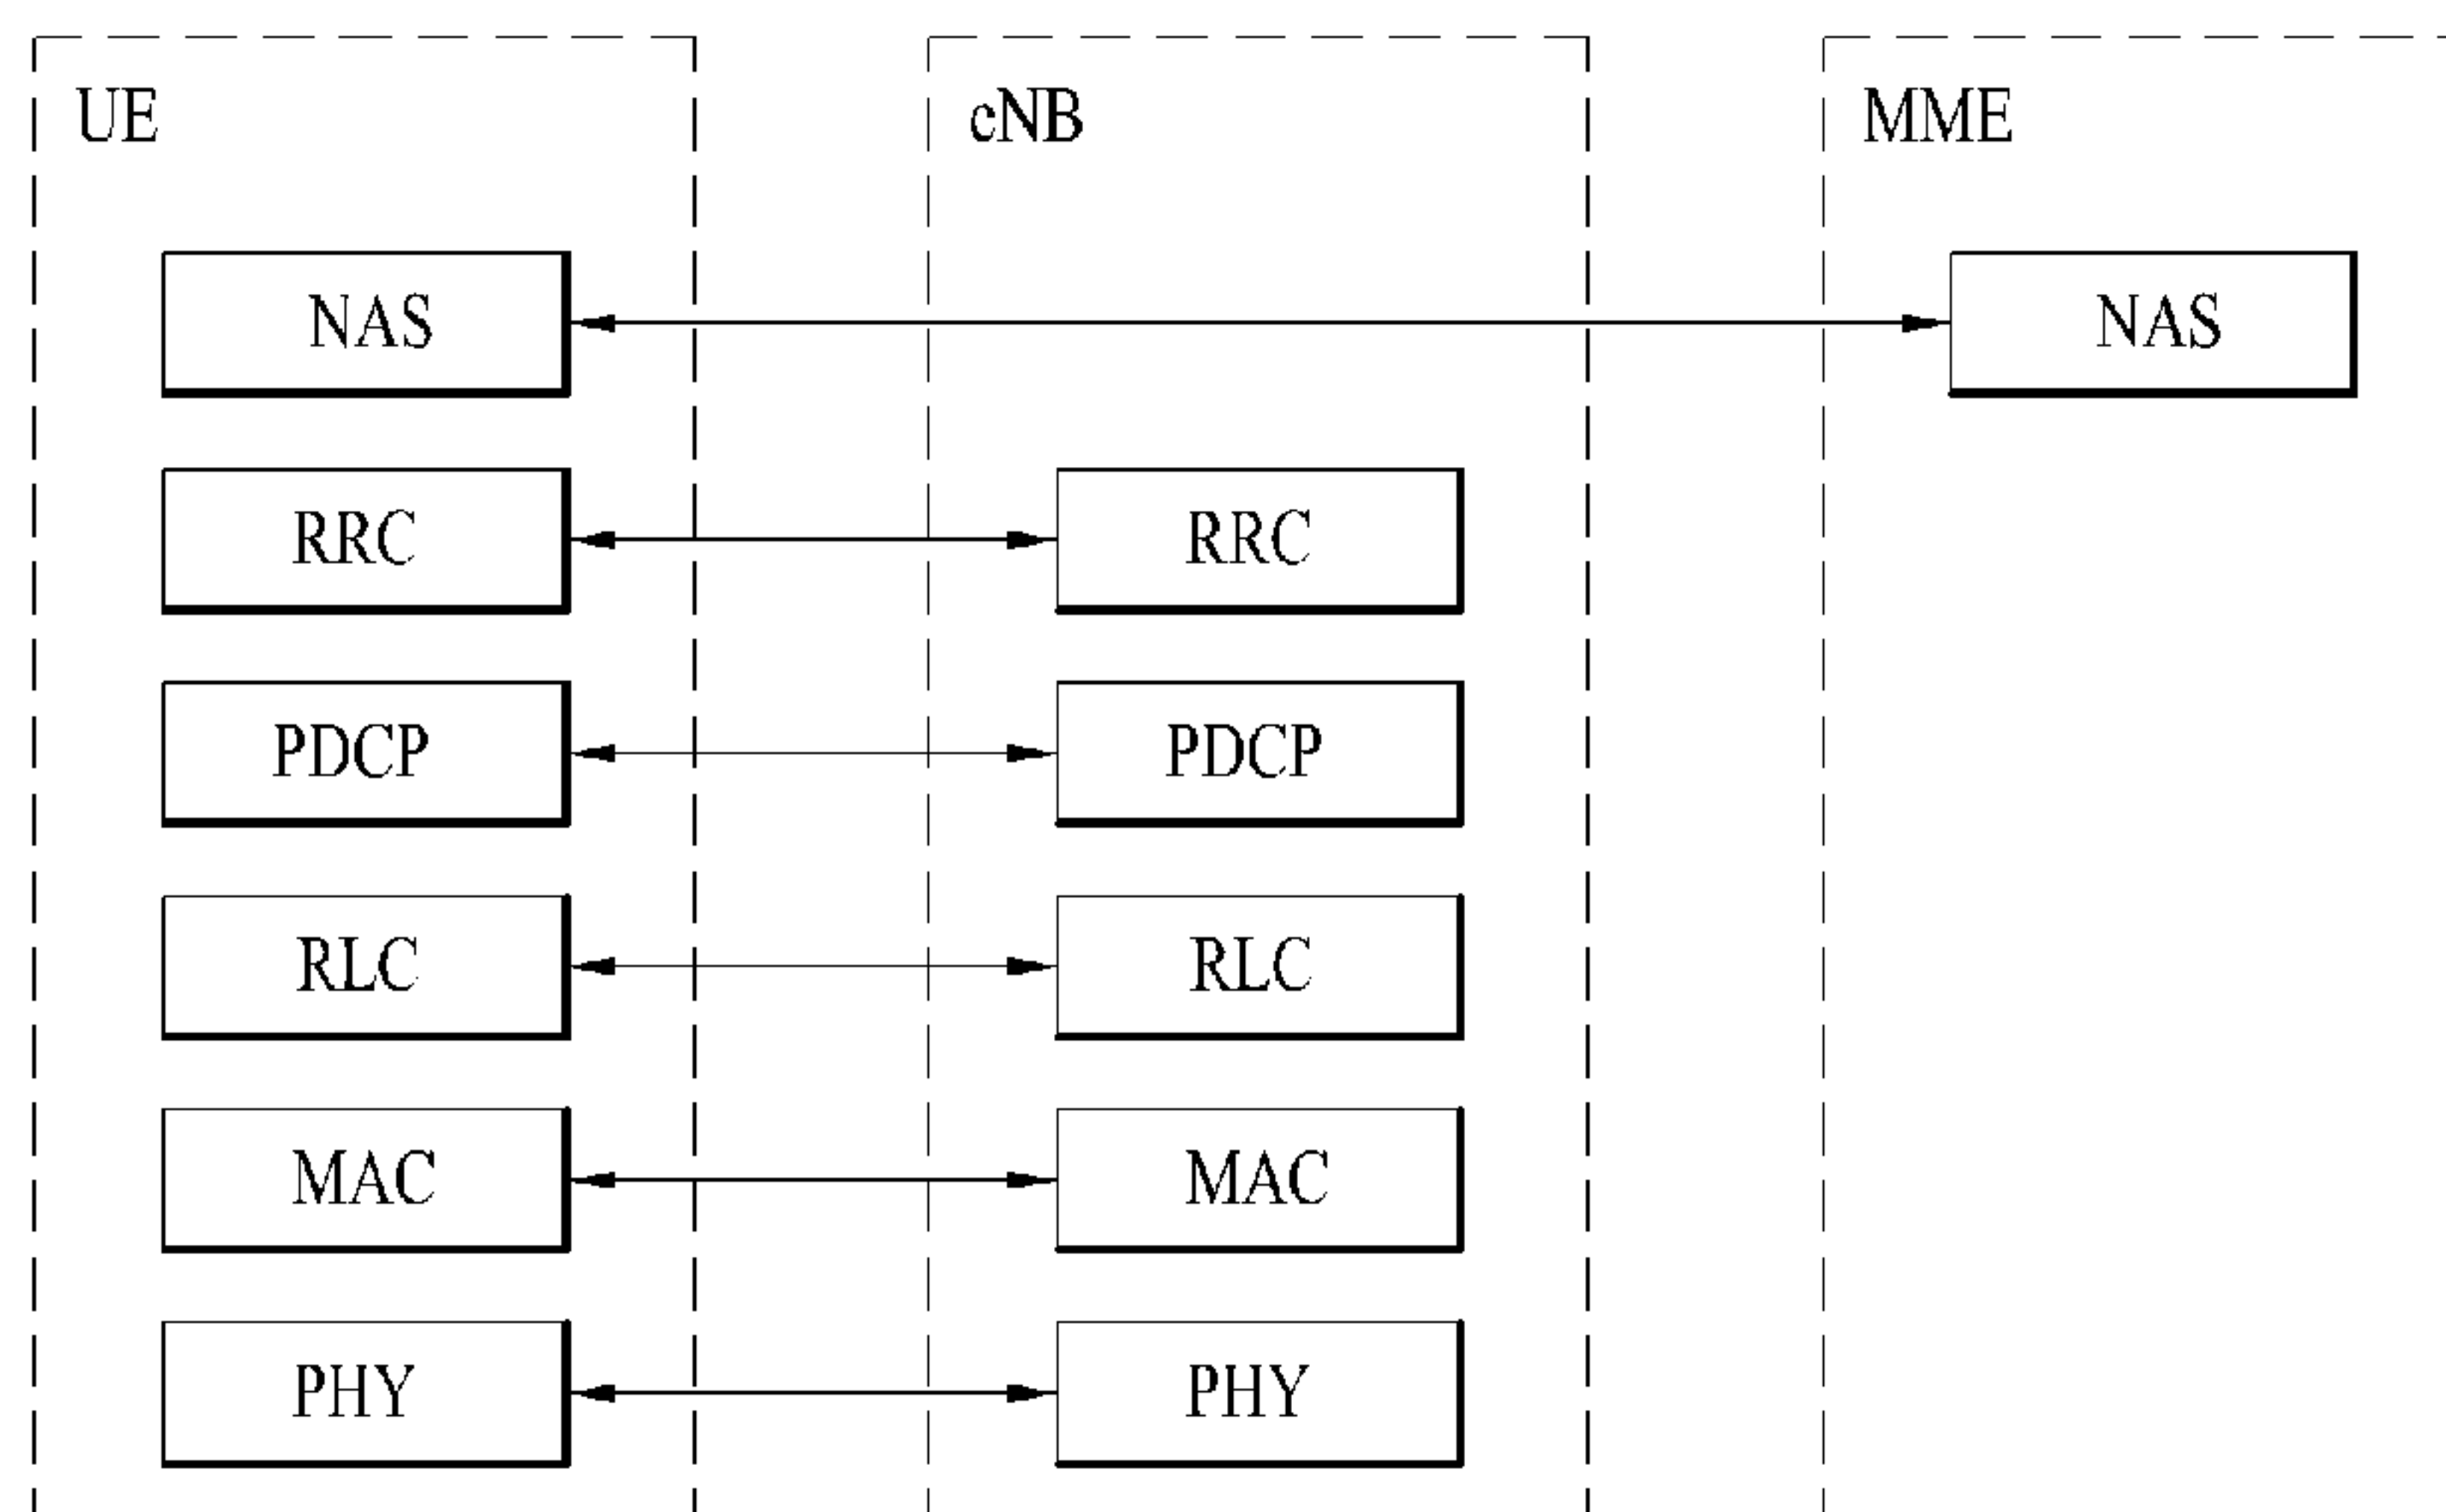 UE cNB MME
NAS NAS
RRC RRC
PDCP PDCP
RLC RLC
MAC MAC
PHY PHY